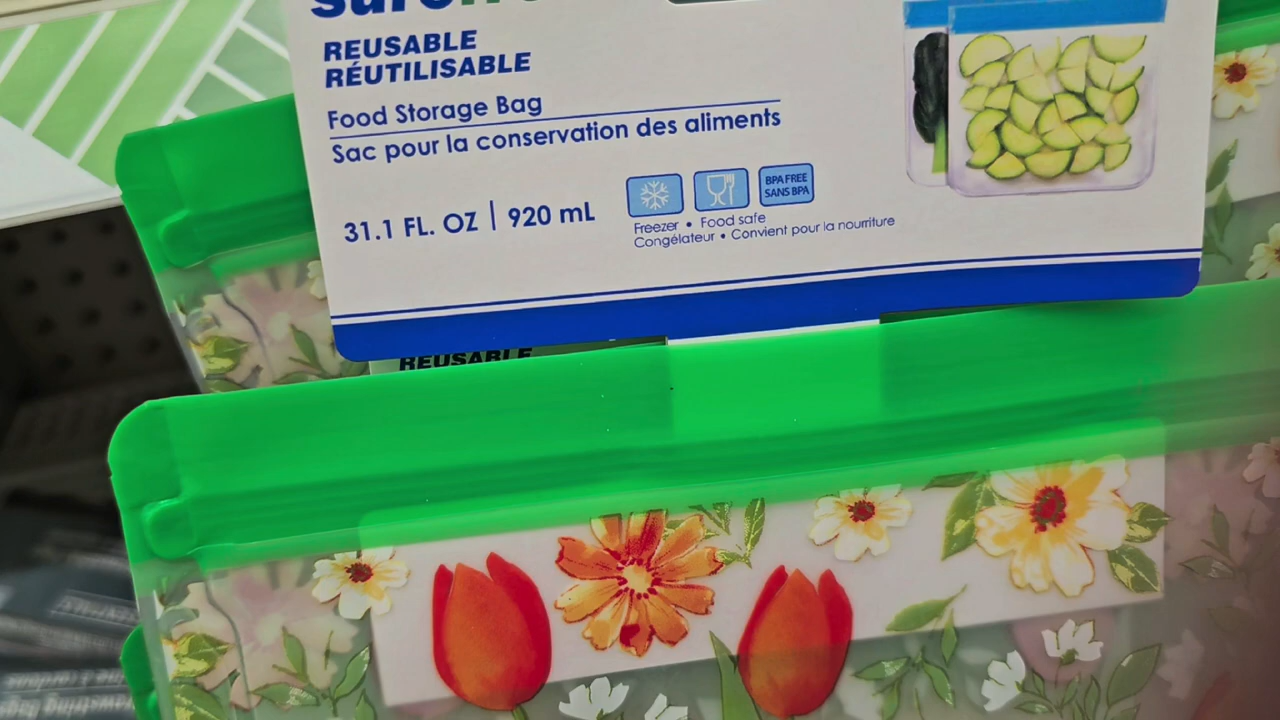 REUSABLE
RÉUTILISABLE
Food Storage Bag
Sac pour la conservation des aliments
31.1 FL. OZ | 920 mL
BPA FREE
SANS BPA
Freezer • Food safe
Congélateur • Convient pour la nourriture
REUSABLE